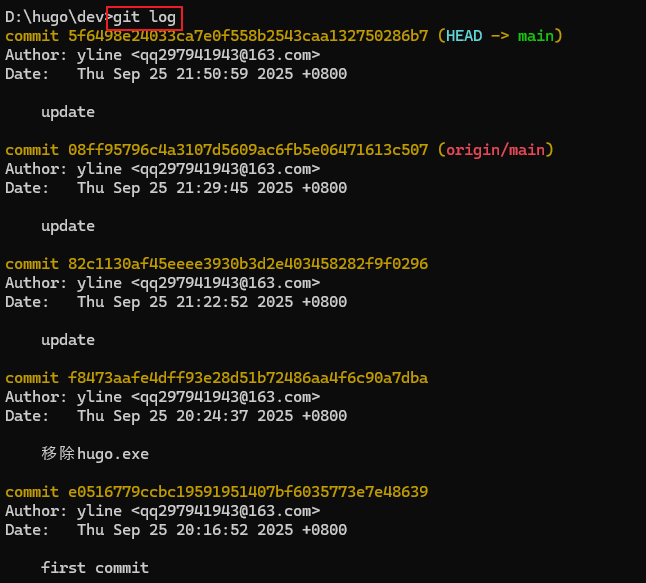 D:\hugo\dev>git log
commit 5f6498e24033ca7e0f558b2543caa132750286b7 (HEAD -> main)
Author: yline <qq297941943@163.com>
Date:   Thu Sep 25 21:50:59 2025 +0800
update
commit 08ff95796c4a3107d5609ac6fb5e06471613c507 (origin/main)
Author: yline <qq297941943@163.com>
Date:   Thu Sep 25 21:29:45 2025 +0800
update
commit 82c1130af45eeee3930b3d2e403458282f9f0296
Author: yline <qq297941943@163.com>
Date:   Thu Sep 25 21:22:52 2025 +0800
update
commit f8473aafe4dff93e28d51b72486aa4f6c90a7dba
Author: yline <qq297941943@163.com>
Date:   Thu Sep 25 20:24:37 2025 +0800
移除hugo.exe
commit e0516779ccbc19591951407bf6035773e7e48639
Author: yline <qq297941943@163.com>
Date:   Thu Sep 25 20:16:52 2025 +0800
first commit